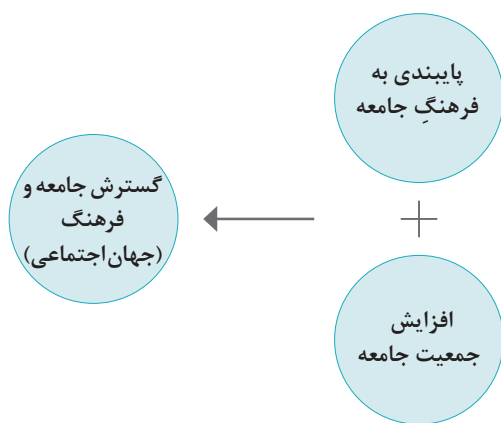 پایبندی به
فرهنگِ جامعه
+
افزایش
جمعیت جامعه
گسترش جامعه و
فرهنگ
(جهان اجتماعی)